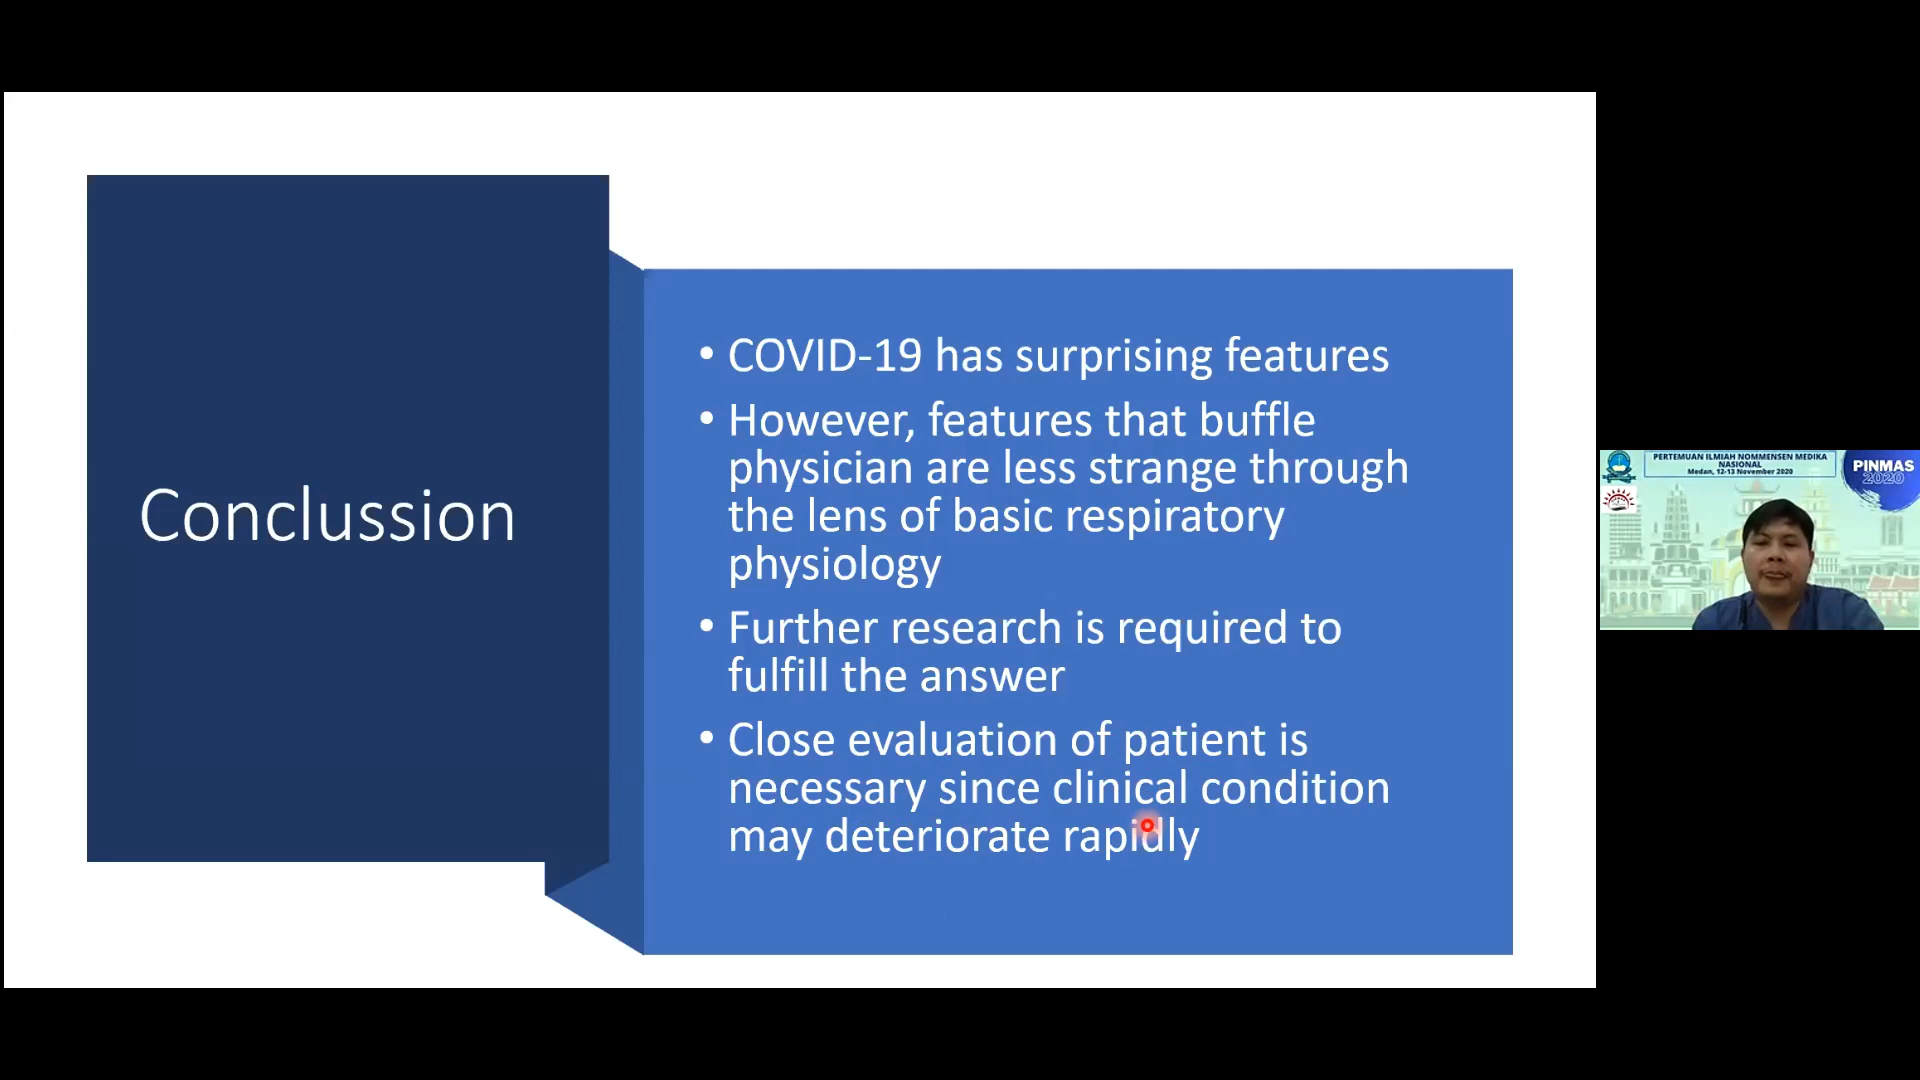 Conclussion
• COVID-19 has surprising features
• However, features that buffle
physician are less strange through
the lens of basic respiratory
physiology
• Further research is required to
fulfill the answer
• Close evaluation of patient is
necessary since clinical condition
may deteriorate rapidly
PERTEMUAN ILMIAH NOMMENSEN MEDIKA
NASIONAL
Medan, 12-13 November 2020
PINMAS
2020